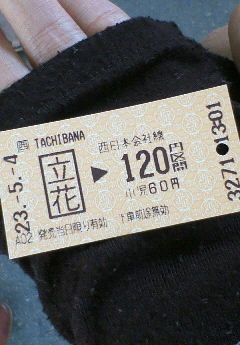 西 TACHIBANA
立花
西日本会社線
▶ 120円区間
小児60円
23.-5.-4
発売当日限り有効 下車前途無効
A02
3271 1301